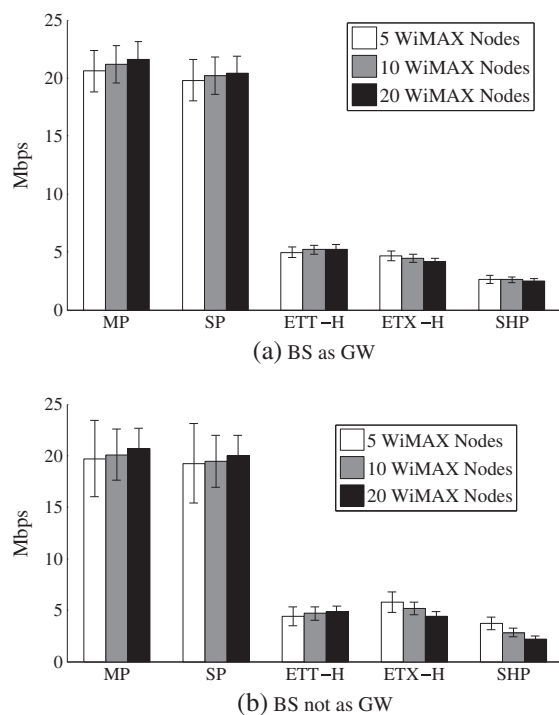 25
20
15
10
5
0
Mbps
5 WiMAX Nodes
10 WiMAX Nodes
20 WiMAX Nodes
MP SP ETT-H ETX-H SHP
(a) BS as GW
25
20
15
10
5
0
Mbps
5 WiMAX Nodes
10 WiMAX Nodes
20 WiMAX Nodes
MP SP ETT-H ETX-H SHP
(b) BS not as GW